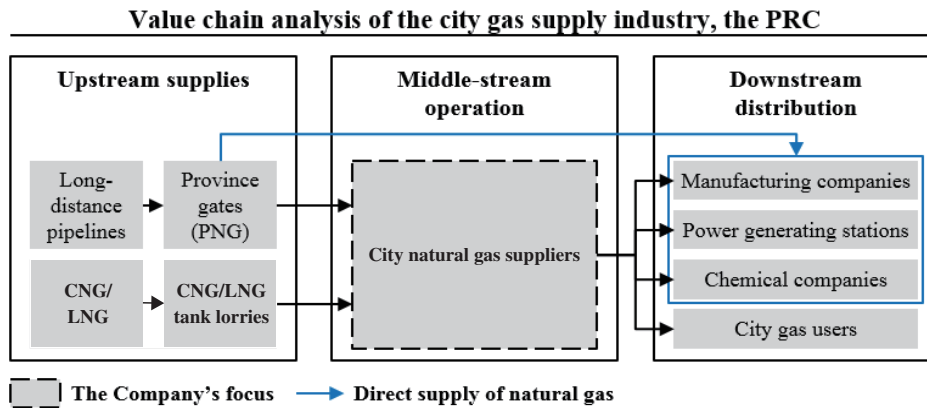 Value chain analysis of the city gas supply industry, the PRC
Upstream supplies
Middle-stream
operation
Downstream
distribution
Long-
distance
pipelines
Province
gates
(PNG)
CNG/
LNG
CNG/LNG
tank lorries
City natural gas suppliers
Manufacturing companies
Power generating stations
Chemical companies
City gas users
The Company's focus
Direct supply of natural gas